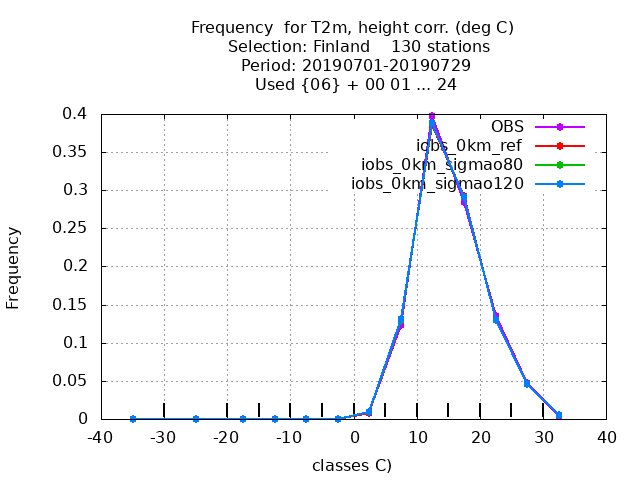 Frequency  for T2m, height corr. (deg C)
Selection: Finland    130 stations
Period: 20190701-20190729
Used {06} + 00 01 ... 24
OBS
iobs_0km_ref
iobs_0km_sigmao80
iobs_0km_sigmao120
0.4
0.35
0.3
0.25
0.2
0.15
0.1
0.05
0
Frequency
-40 -30 -20 -10 0 10 20 30 40
classes C)